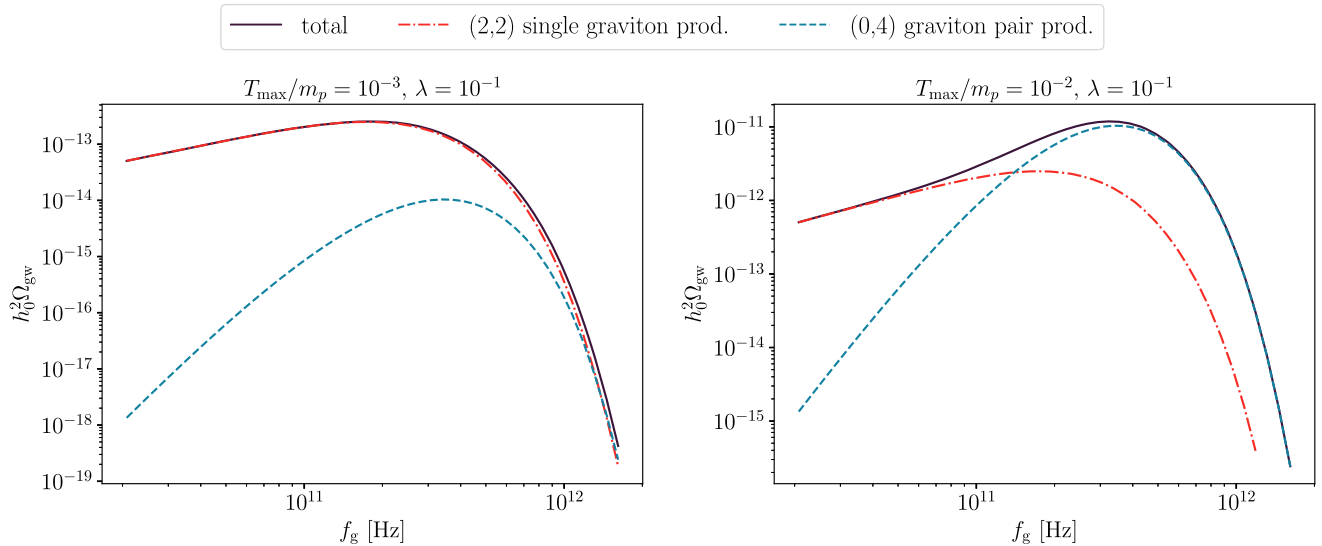 total (2,2) single graviton prod. (0,4) graviton pair prod.
T_max/m_p = 10^−3, λ = 10^−1
10^−13
10^−14
10^−15
10^−16
10^−17
10^−18
10^−19
h_0^2Ω_gw
10^11
10^12
f_g [Hz]
T_max/m_p = 10^−2, λ = 10^−1
10^−11
10^−12
10^−13
10^−14
10^−15
h_0^2Ω_gw
10^11
10^12
f_g [Hz]